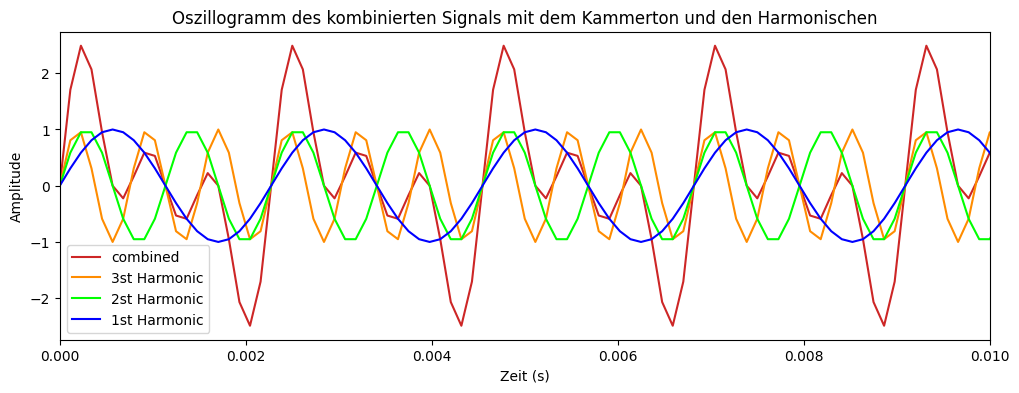 Oszillogramm des kombinierten Signals mit dem Kammerton und den Harmonischen
Amplitude
2
1
0
−1
−2
combined
3st Harmonic
2st Harmonic
1st Harmonic
0.000 0.002 0.004 0.006 0.008 0.010
Zeit (s)